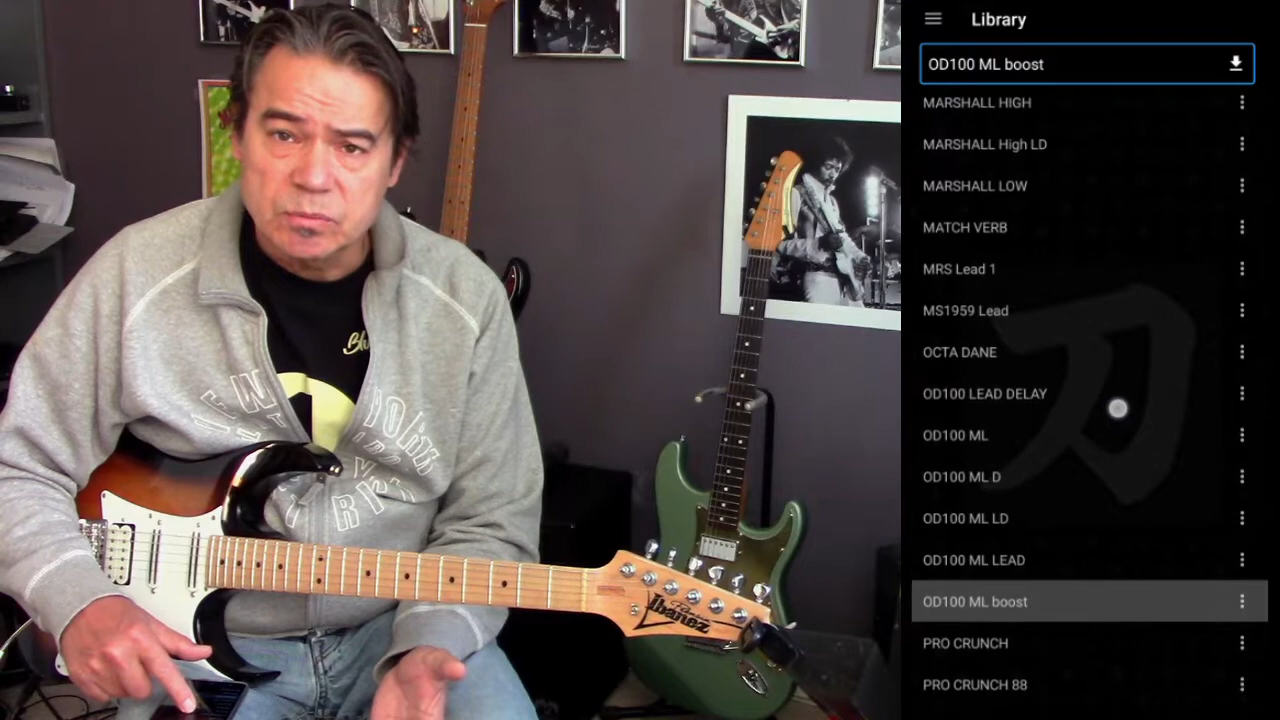 Library
OD100 ML boost
MARSHALL HIGH
MARSHALL High LD
MARSHALL LOW
MATCH VERB
MRS Lead 1
MS1959 Lead
OCTA DANE
OD100 LEAD DELAY
OD100 ML
OD100 ML D
OD100 ML LD
OD100 ML LEAD
OD100 ML boost
PRO CRUNCH
PRO CRUNCH 88
刀
Ibanez